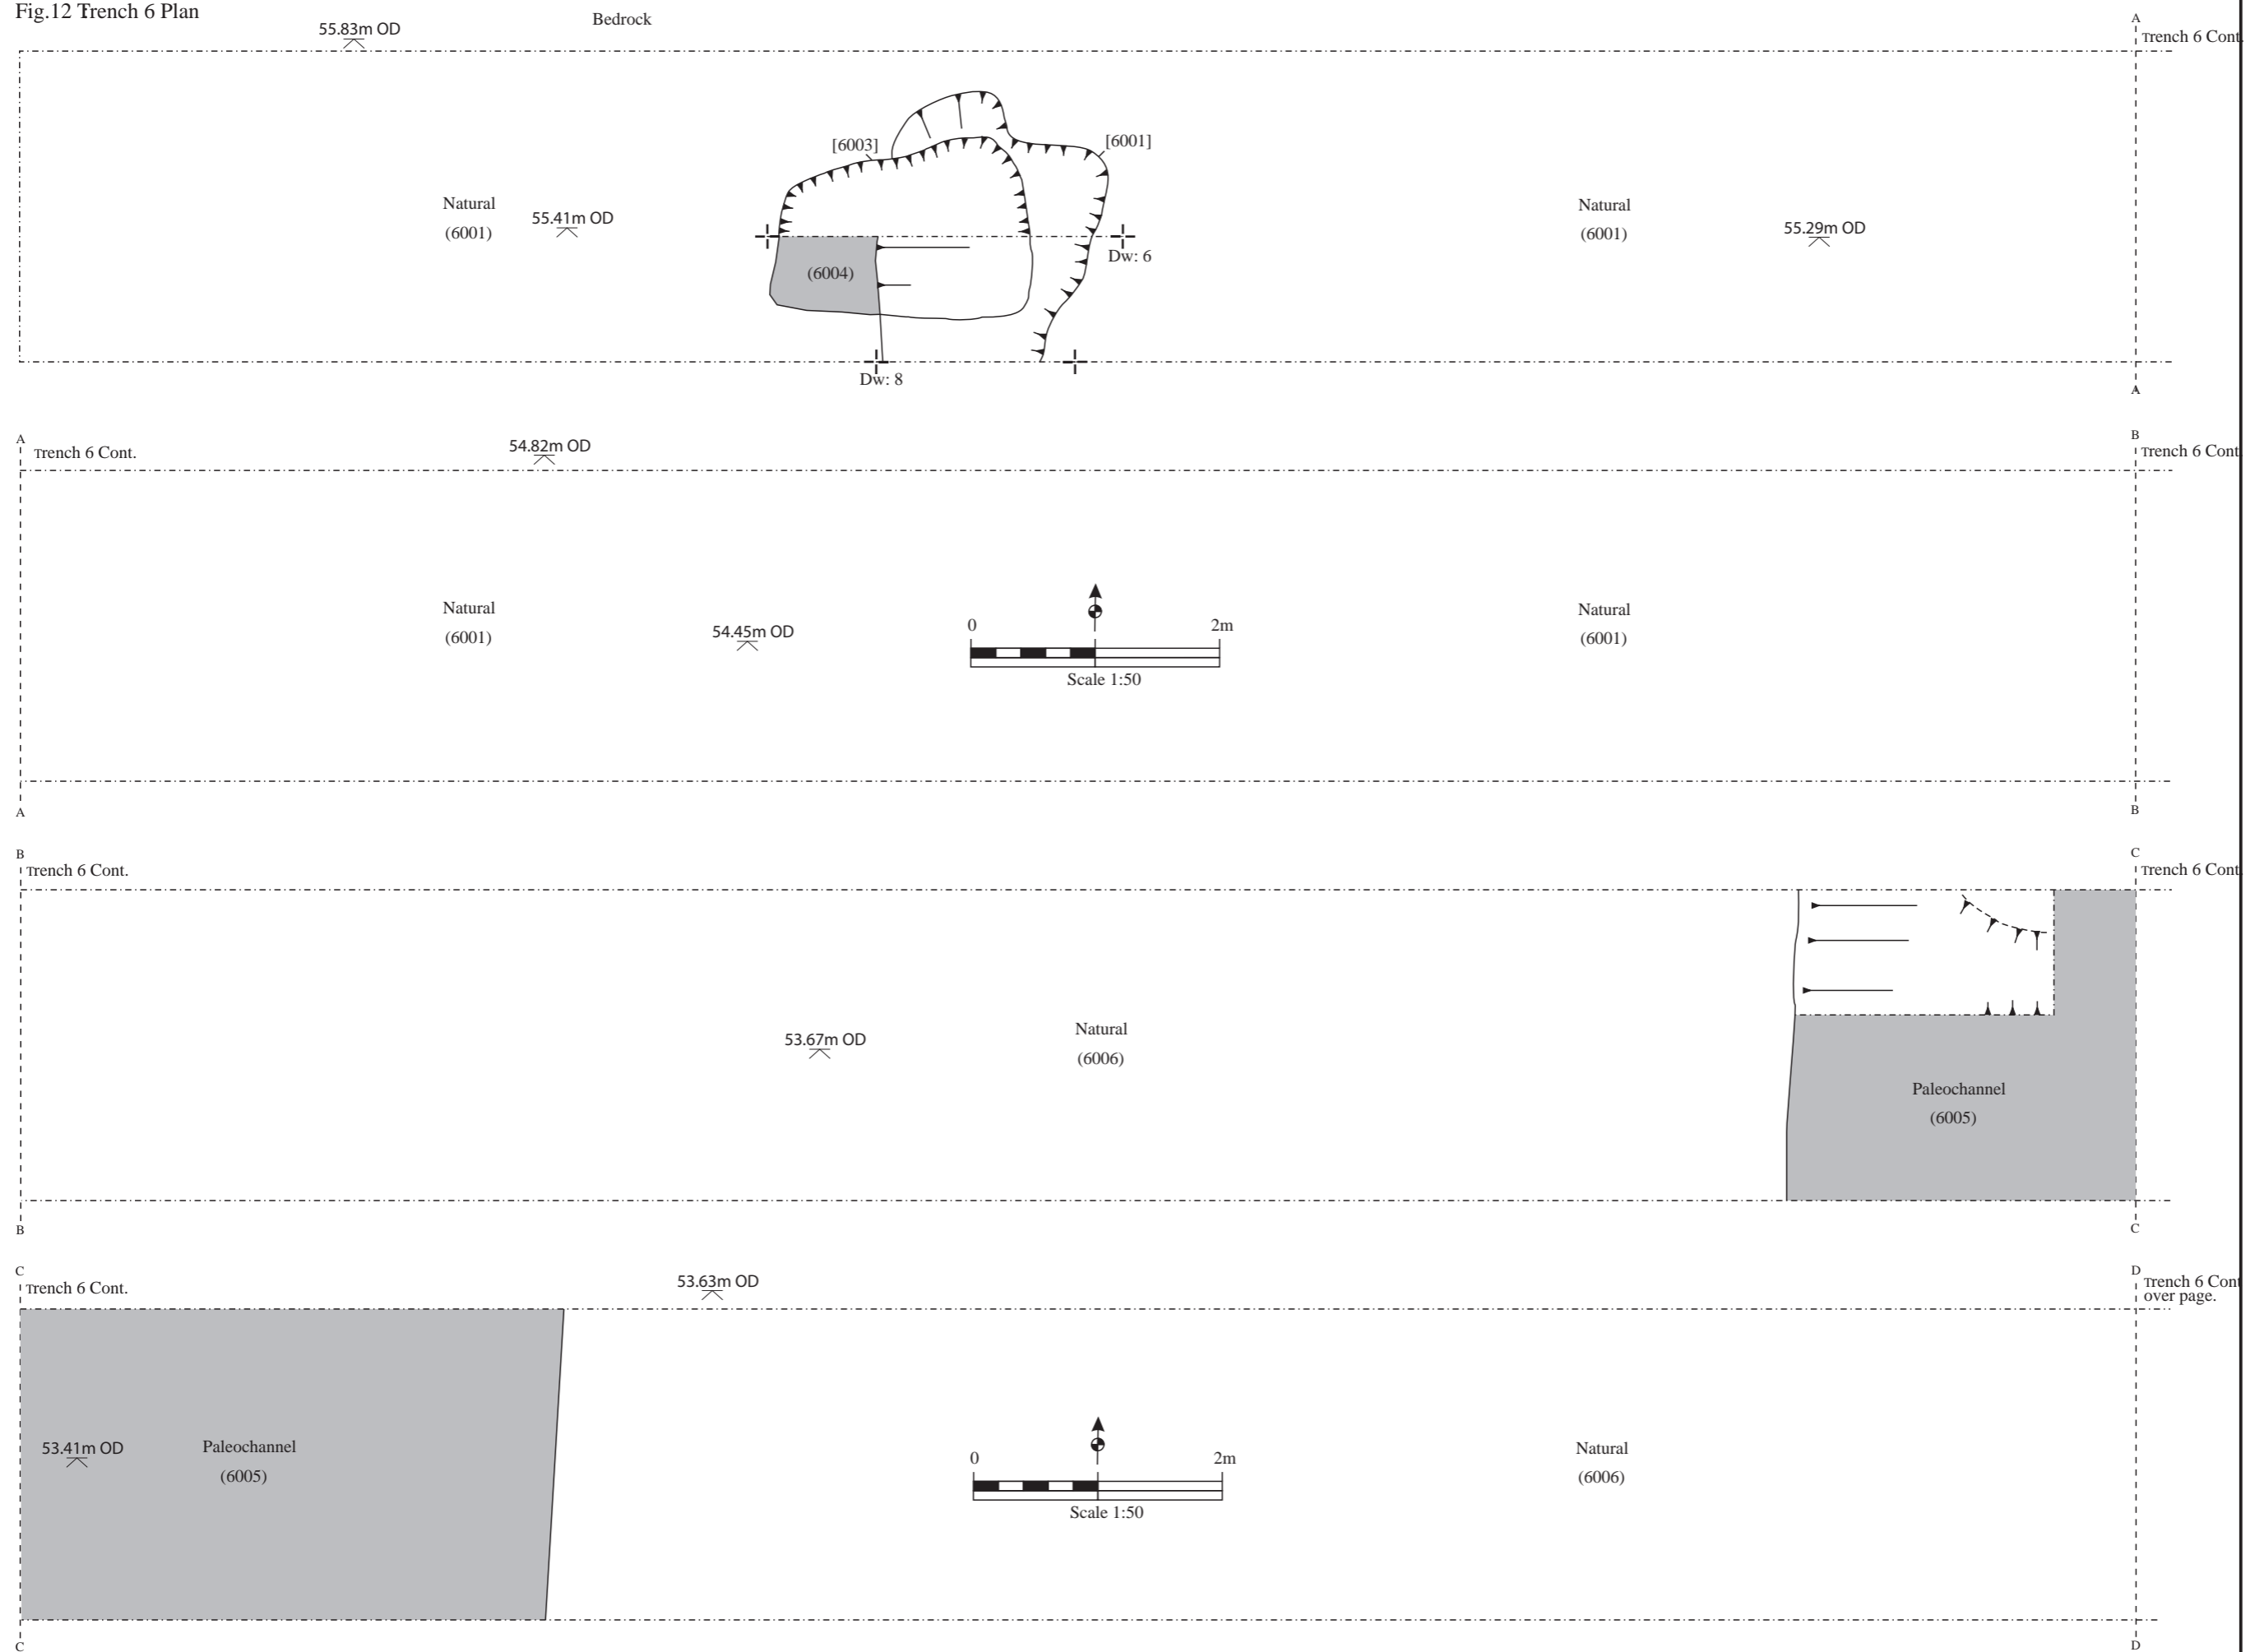 Fig.12 Trench 6 Plan
55.83m OD
Bedrock
A
Trench 6 Cont.
[6003]
[6001]
Natural
(6001)
55.41m OD
(6004)
Dw: 6
Natural
(6001)
55.29m OD
Dw: 8
A
A
Trench 6 Cont.
54.82m OD
B
Trench 6 Cont.
Natural
(6001)
54.45m OD
0 2m
Scale 1:50
Natural
(6001)
A
B
B
Trench 6 Cont.
C
Trench 6 Cont.
53.67m OD
Natural
(6006)
Paleochannel
(6005)
B
C
C
Trench 6 Cont.
53.63m OD
D
Trench 6 Cont
over page.
53.41m OD
Paleochannel
(6005)
0 2m
Scale 1:50
Natural
(6006)
C
D